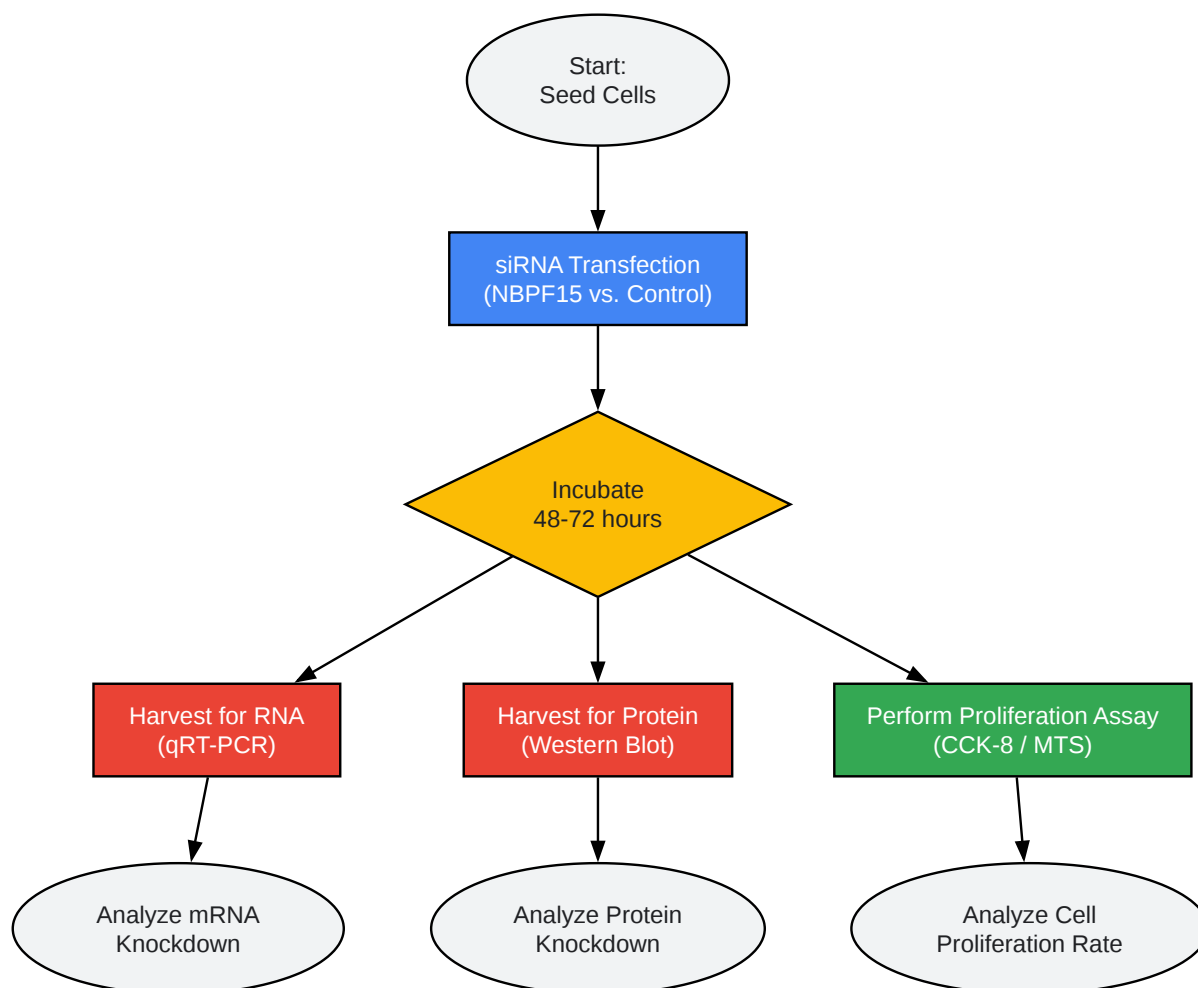 Start:
Seed Cells
siRNA Transfection
(NBPF15 vs. Control)
Incubate
48-72 hours
Harvest for RNA
(qRT-PCR)
Harvest for Protein
(Western Blot)
Perform Proliferation Assay
(CCK-8 / MTS)
Analyze mRNA
Knockdown
Analyze Protein
Knockdown
Analyze Cell
Proliferation Rate